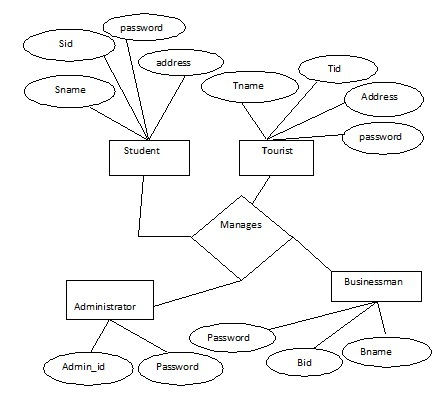 password
Sid
address
Sname
Tname
Tid
Address
password
Student
Tourist
Manages
Administrator
Businessman
Password
Bid
Bname
Admin_id
Password